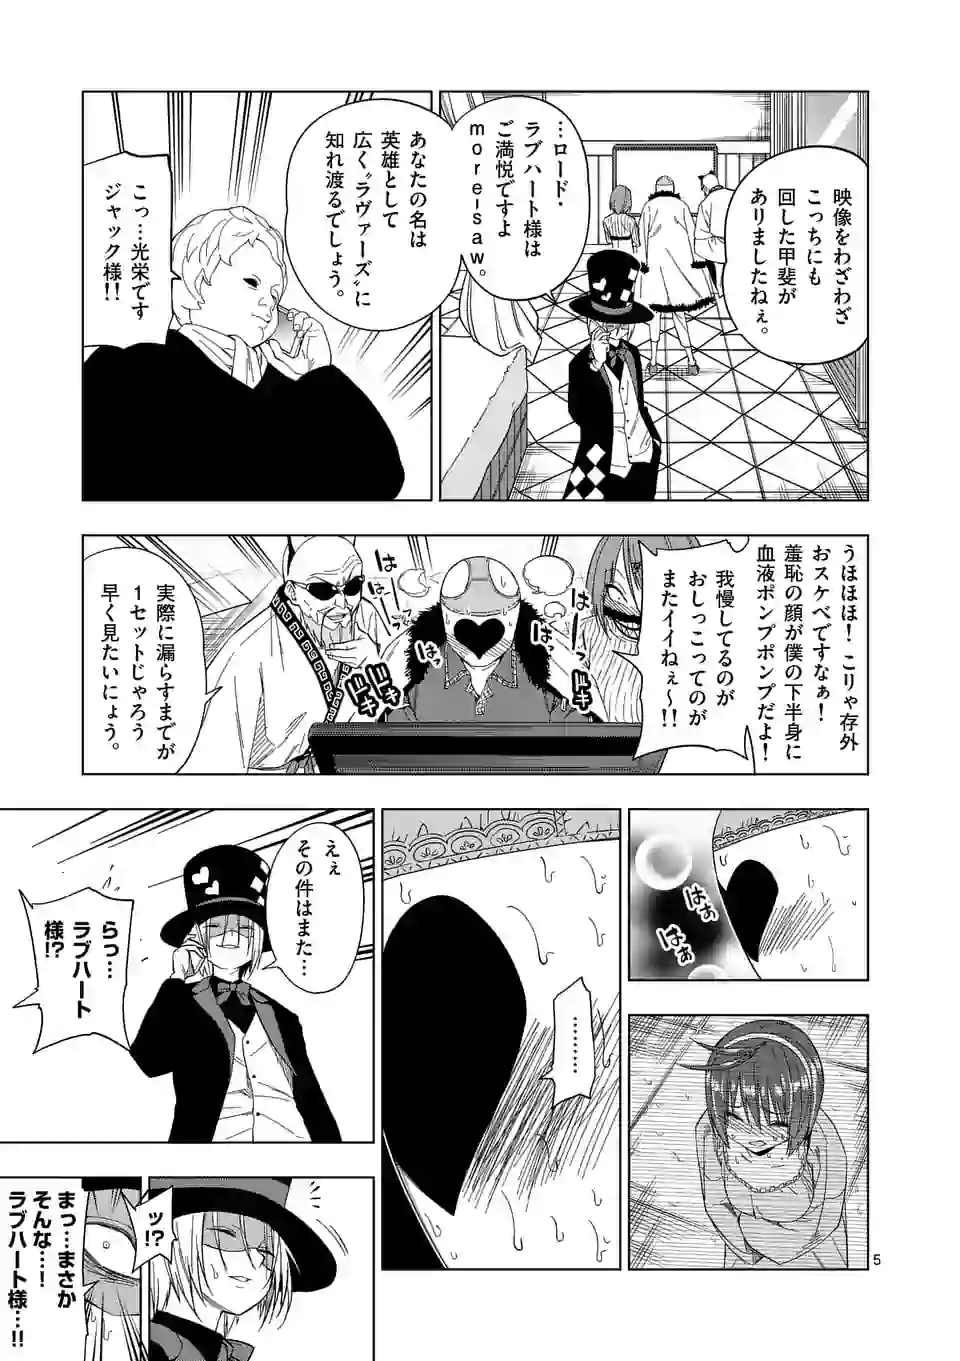 映像をわざわざ
こっちにも
回した甲斐が
ありましたねぇ。
…ロード・
ラブハート様は
ご満悦ですよ
more-saw。
あなたの名は
英雄として
広く〝ラヴァーズ〟に
知れ渡るでしょう。
こっ…光栄です
ジャック様!!
うほほほ！こりゃ存外
おスケベですなぁ！
羞恥の顔が僕の下半身に
血液ポンプポンプだよ！
我慢してるのが
おしっこってのが
またイイねぇ～!!
はぁ
はぁ
ドキ
ドキ
実際に漏らすまでが
1セットじゃろう
早く見たいにょう。
はぁ
はぁ
…………
ええ
その件はまた…
らっ…
ラブハート
様!?
ッ!?
まっ…まさか
そんな…！
ラブハート様…!!
5